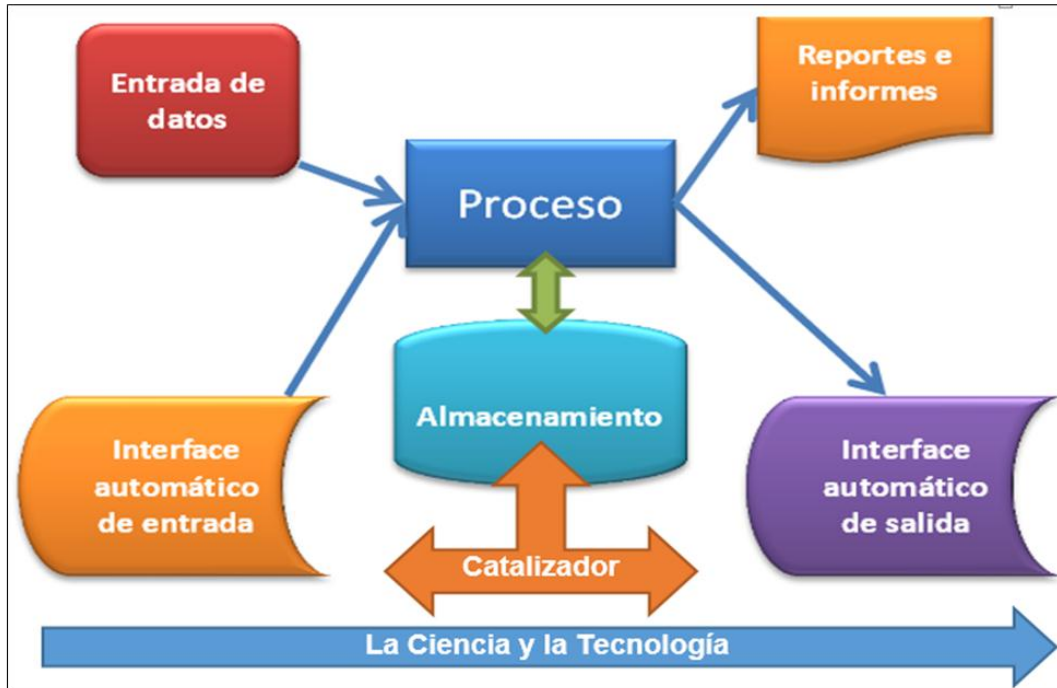 Entrada de
datos
Reportes e
informes
Proceso
Almacenamiento
Interface
automático
de entrada
Interface
automático
de salida
Catalizador
La Ciencia y la Tecnología